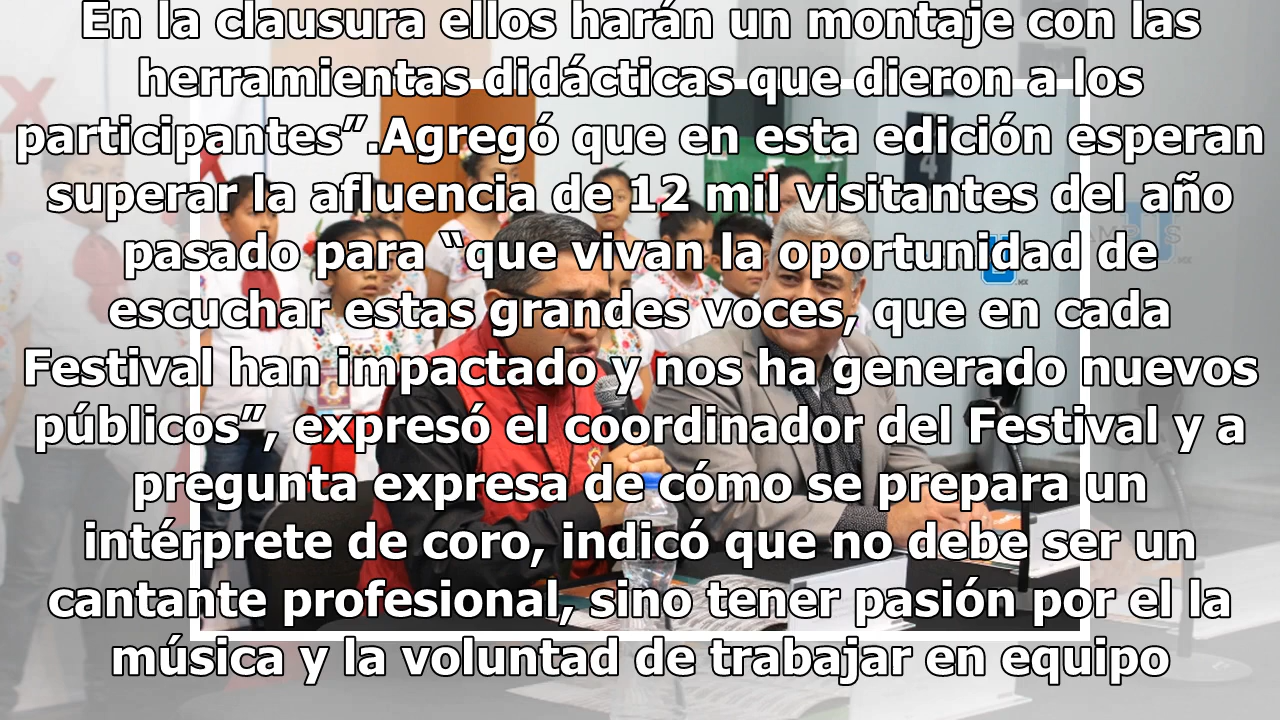 En la clausura ellos harán un montaje con las
herramientas didácticas que dieron a los
participantes”.Agregó que en esta edición esperan
superar la afluencia de 12 mil visitantes del año
pasado para “que vivan la oportunidad de
escuchar estas grandes voces, que en cada
Festival han impactado y nos ha generado nuevos
públicos”, expresó el coordinador del Festival y a
pregunta expresa de cómo se prepara un
intérprete de coro, indicó que no debe ser un
cantante profesional, sino tener pasión por el la
música y la voluntad de trabajar en equipo